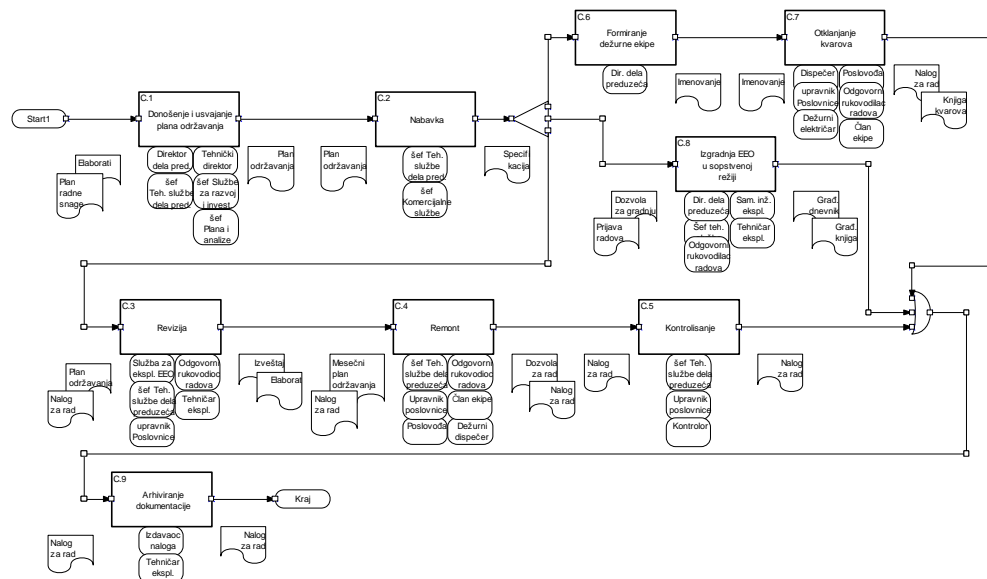 C.6
Formiranje
dežurne ekipe
Dir. dela
preduzeća
Imenovanje
C.7
Otklanjanje
kvarova
Imenovanje
Dispečer
upravnik
Poslovnice
Dežurni
električar
Poslovođa
Odgovorni
rukovodilac
radova
Član
ekipe
Nalog
za rad
Knjiga
kvarova
Start1
C.1
Donošenje i usvajanje
plana održavanja
Elaborati
Plan
radne
snage
Direktor
dela pred.
šef
Teh. službe
dela pred.
Tehnički
direktor
šef Službe
za razvoj
i invest.
šef
Plana i
analize
Plan
održavanja
C.2
Nabavka
Plan
održavanja
šef Teh.
službe
dela pred.
šef
Komercijalne
službe
Specifi
kacija
C.8
Izgradnja EEO
u sopstvenoj
režiji
Dozvola
za gradnju
Prijava
radova
Dir. dela
preduzeća
Šef teh.
Odgovorni
rukovodilac
radova
Sam. inž.
ekspl.
Tehničar
ekspl.
Građ.
dnevnik
Građ.
knjiga
C.3
Revizija
Plan
održavanja
Nalog
za rad
Služba za
ekspl. EEO
šef Teh.
službe dela
preduzeća
upravnik
Poslovnice
Odgovorni
rukovodioc
radova
Tehničar
ekspl.
Izveštaj
Elaborat
C.4
Remont
Mesečni
plan
održavanja
Nalog
za rad
šef Teh.
službe dela
preduzeća
Upravnik
poslovnice
Poslovođa
Odgovorni
rukovodioc
radova
Član ekipe
Dežurni
dispečer
Dozvola
za rad
Nalog
za rad
C.5
Kontrolisanje
Nalog
za rad
šef Teh.
službe dela
preduzeća
Upravnik
poslovnice
Kontrolor
Nalog
za rad
C.9
Arhiviranje
dokumentacije
Nalog
za rad
Izdavaoc
naloga
Tehničar
ekspl.
Nalog
za rad
Kraj